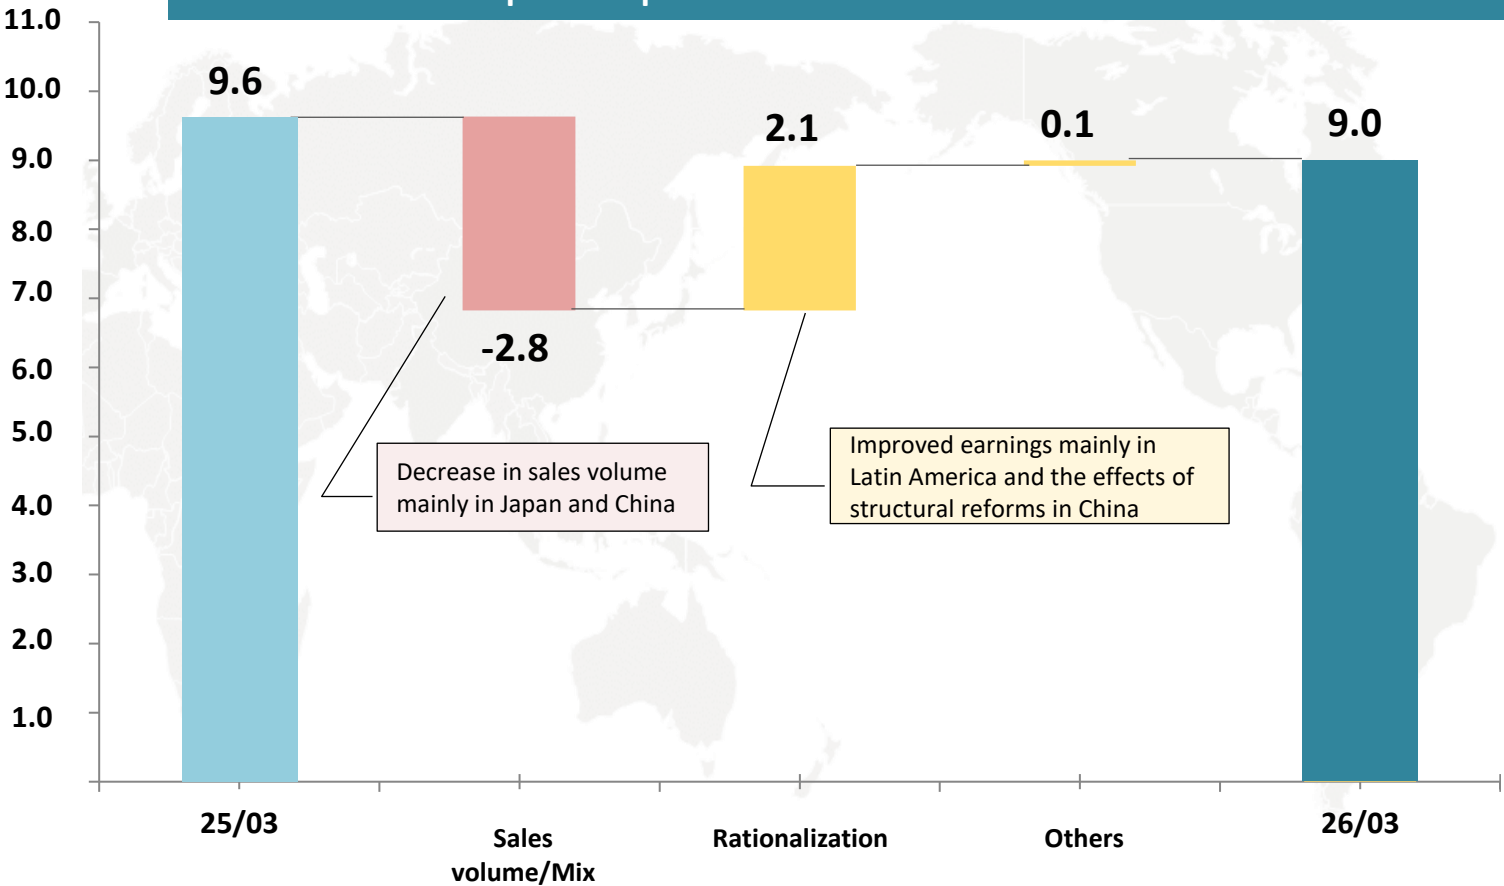 11.0
10.0
9.0
8.0
7.0
6.0
5.0
4.0
3.0
2.0
1.0
9.6
-2.8
2.1
0.1
9.0
Decrease in sales volume
mainly in Japan and China
Improved earnings mainly in
Latin America and the effects of
structural reforms in China
25/03
Sales
volume/Mix
Rationalization
Others
26/03